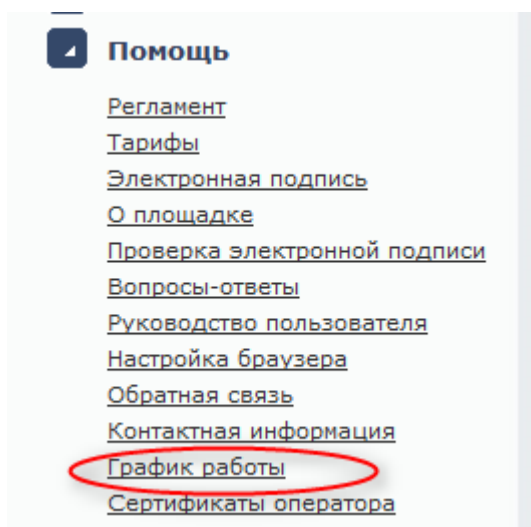 Помощь
Регламент
Тарифы
Электронная подпись
О площадке
Проверка электронной подписи
Вопросы-ответы
Руководство пользователя
Настройка браузера
Обратная связь
Контактная информация
График работы
Сертификаты оператора